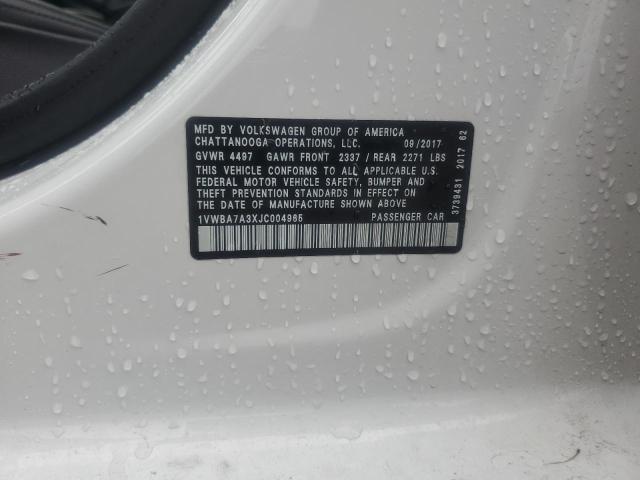 MFD BY VOLKSWAGEN GROUP OF AMERICA
CHATTANOOGA OPERATIONS, LLC. 09/2017
GVWR 4497 GAWR FRONT 2337 / REAR 2271 LBS
THIS VEHICLE CONFORMS TO ALL APPLICABLE U.S.
FEDERAL MOTOR VEHICLE SAFETY, BUMPER AND
THEFT PREVENTION STANDARDS IN EFFECT ON
THE DATE OF MANUFACTURE SHOWN ABOVE.
1VWBA7A3XJC004965 PASSENGER CAR
3739431 2017 62